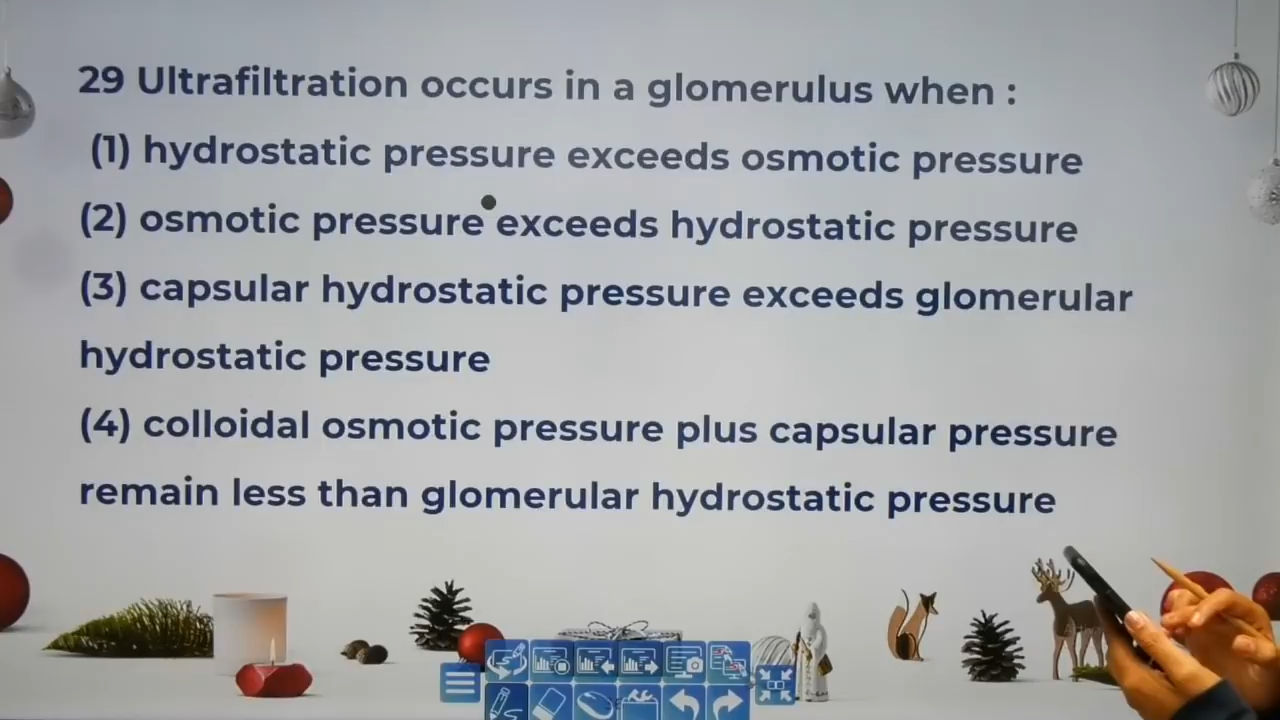 29 Ultrafiltration occurs in a glomerulus when :
(1) hydrostatic pressure exceeds osmotic pressure
(2) osmotic pressure exceeds hydrostatic pressure
(3) capsular hydrostatic pressure exceeds glomerular
hydrostatic pressure
(4) colloidal osmotic pressure plus capsular pressure
remain less than glomerular hydrostatic pressure